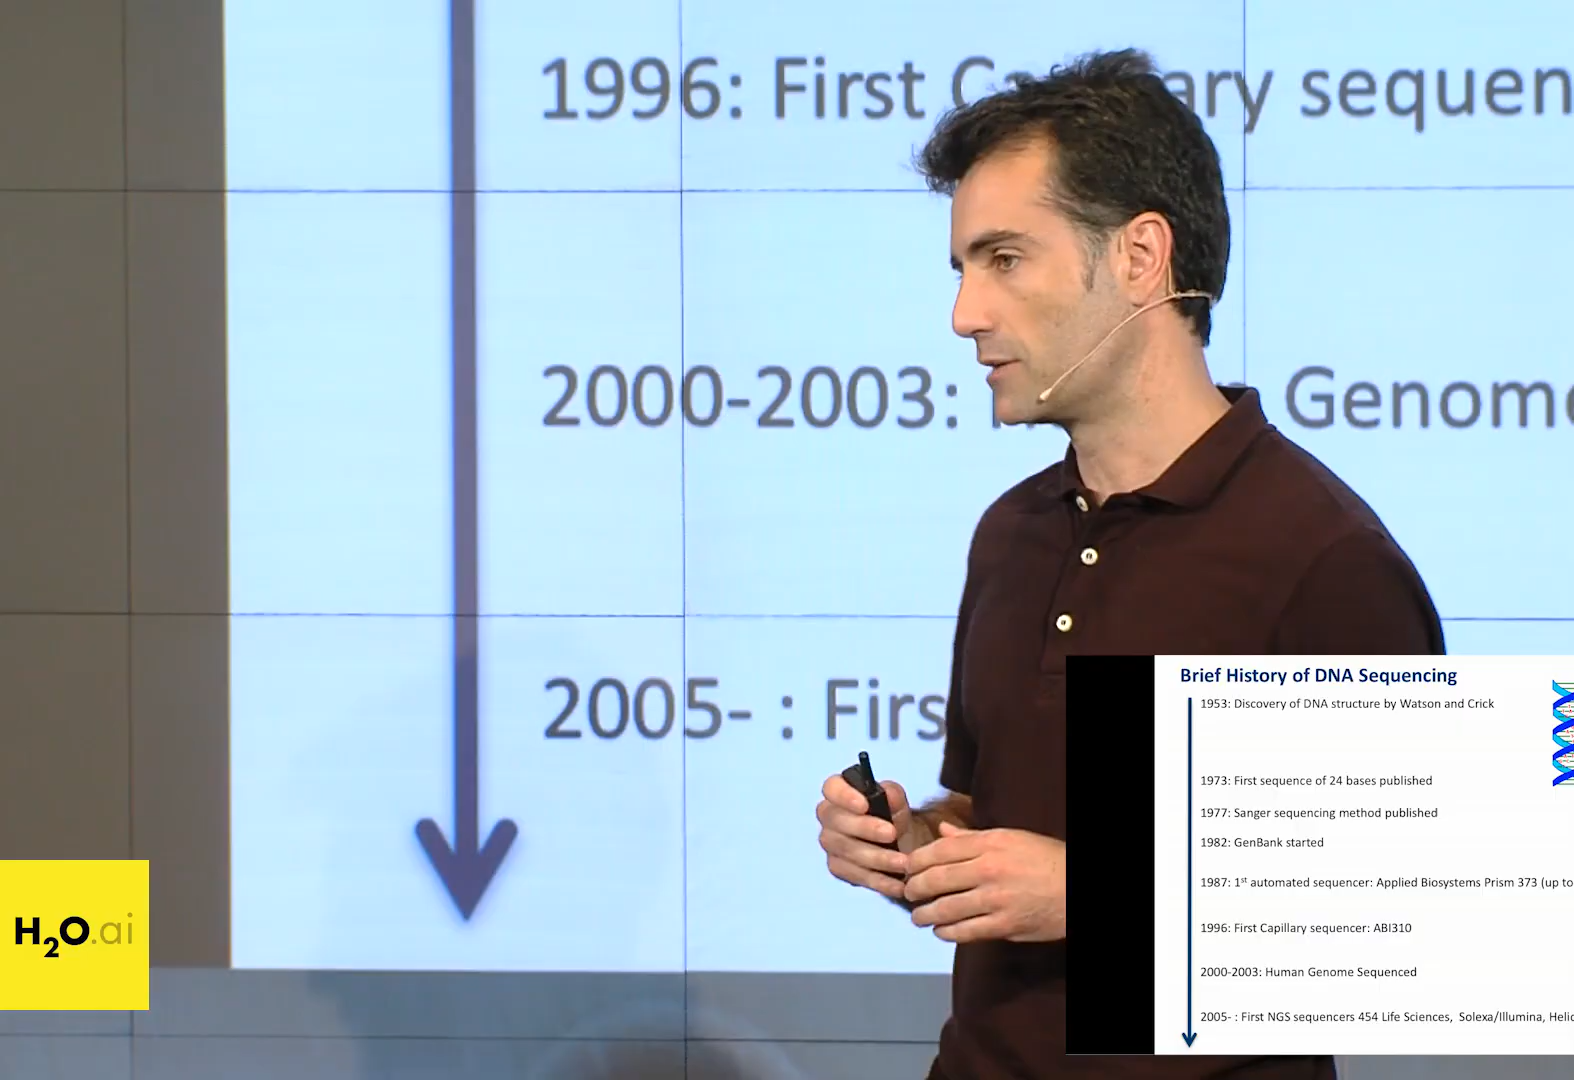 1996: First ary sequen
2000-2003: Genome
2005- : Firs
H2O.ai
Brief History of DNA Sequencing
1953: Discovery of DNA structure by Watson and Crick
1973: First sequence of 24 bases published
1977: Sanger sequencing method published
1982: GenBank started
1987: 1st automated sequencer: Applied Biosystems Prism 373 (up to
1996: First Capillary sequencer: ABI310
2000-2003: Human Genome Sequenced
2005- : First NGS sequencers 454 Life Sciences, Solexa/Illumina, Helic